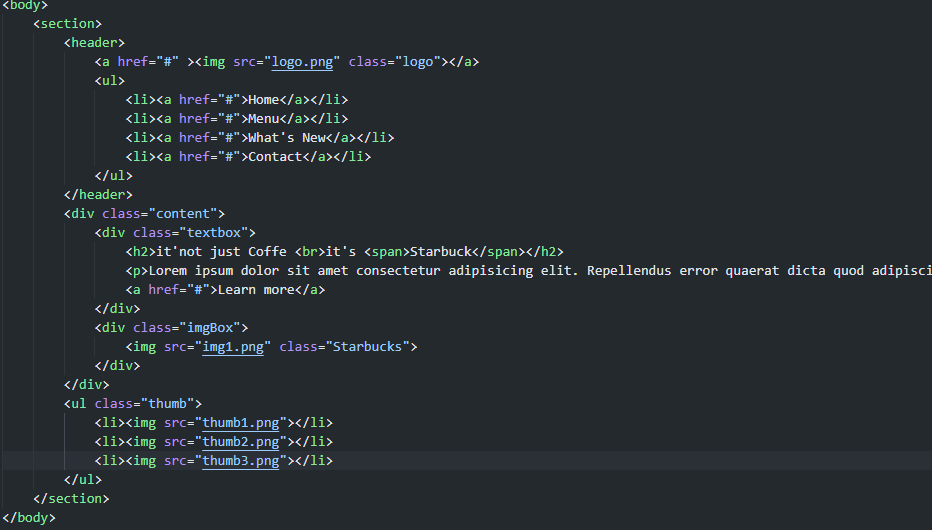 <body>
<section>
<header>
<a href="#" ><img src="logo.png" class="logo"></a>
<ul>
<li><a href="#">Home</a></li>
<li><a href="#">Menu</a></li>
<li><a href="#">What's New</a></li>
<li><a href="#">Contact</a></li>
</ul>
</header>
<div class="content">
<div class="textbox">
<h2>it'not just Coffe <br>it's <span>Starbuck</span></h2>
<p>Lorem ipsum dolor sit amet consectetur adipisicing elit. Repellendus error quaerat dicta quod adipisci
<a href="#">Learn more</a>
</div>
<div class="imgBox">
<img src="img1.png" class="Starbucks">
</div>
</div>
<ul class="thumb">
<li><img src="thumb1.png"></li>
<li><img src="thumb2.png"></li>
<li><img src="thumb3.png"></li>
</ul>
</section>
</body>